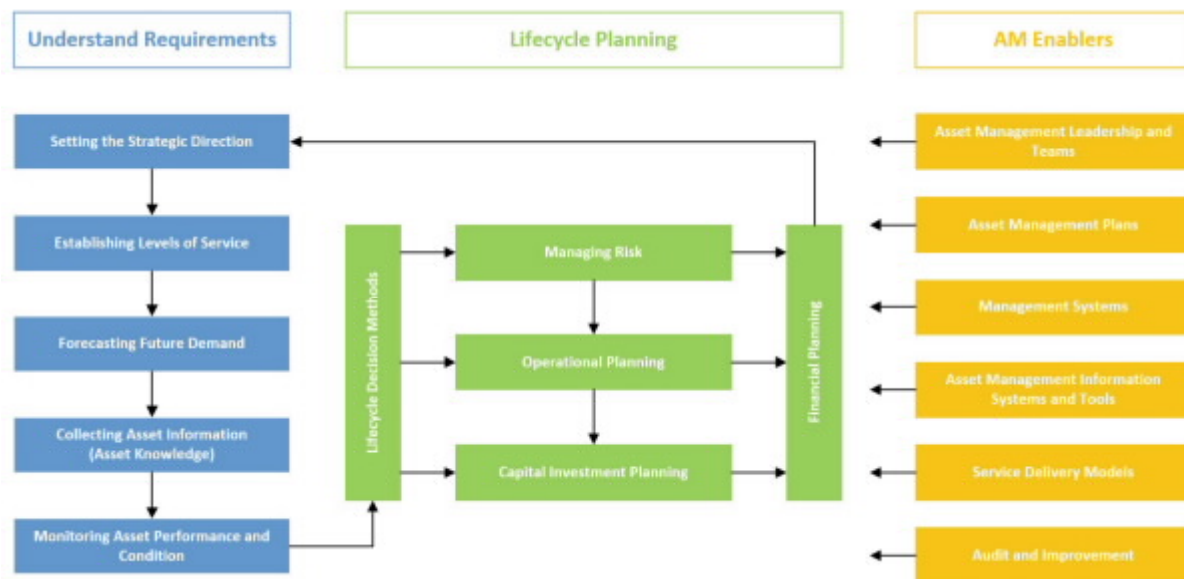 Understand Requirements
Lifecycle Planning
AM Enablers
Setting the Strategic Direction
Establishing Levels of Service
Forecasting Future Demand
Collecting Asset Information
(Asset Knowledge)
Monitoring Asset Performance and
Condition
Lifecycle Decision Methods
Managing Risk
Operational Planning
Capital Investment Planning
Financial Planning
Asset Management Leadership and
Teams
Asset Management Plans
Management Systems
Asset Management Information
Systems and Tools
Service Delivery Models
Audit and Improvement